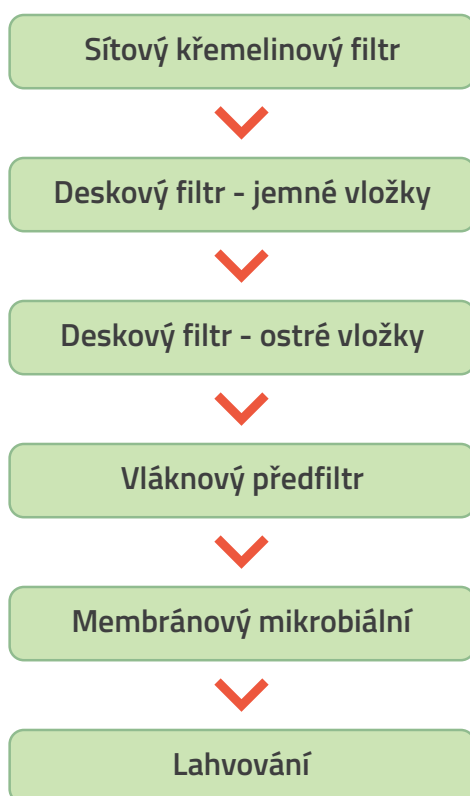 Sítový křemelinový filtr
Deskový filtr - jemné vložky
Deskový filtr - ostré vložky
Vláknový předfiltr
Membránový mikrobiální
Lahvování